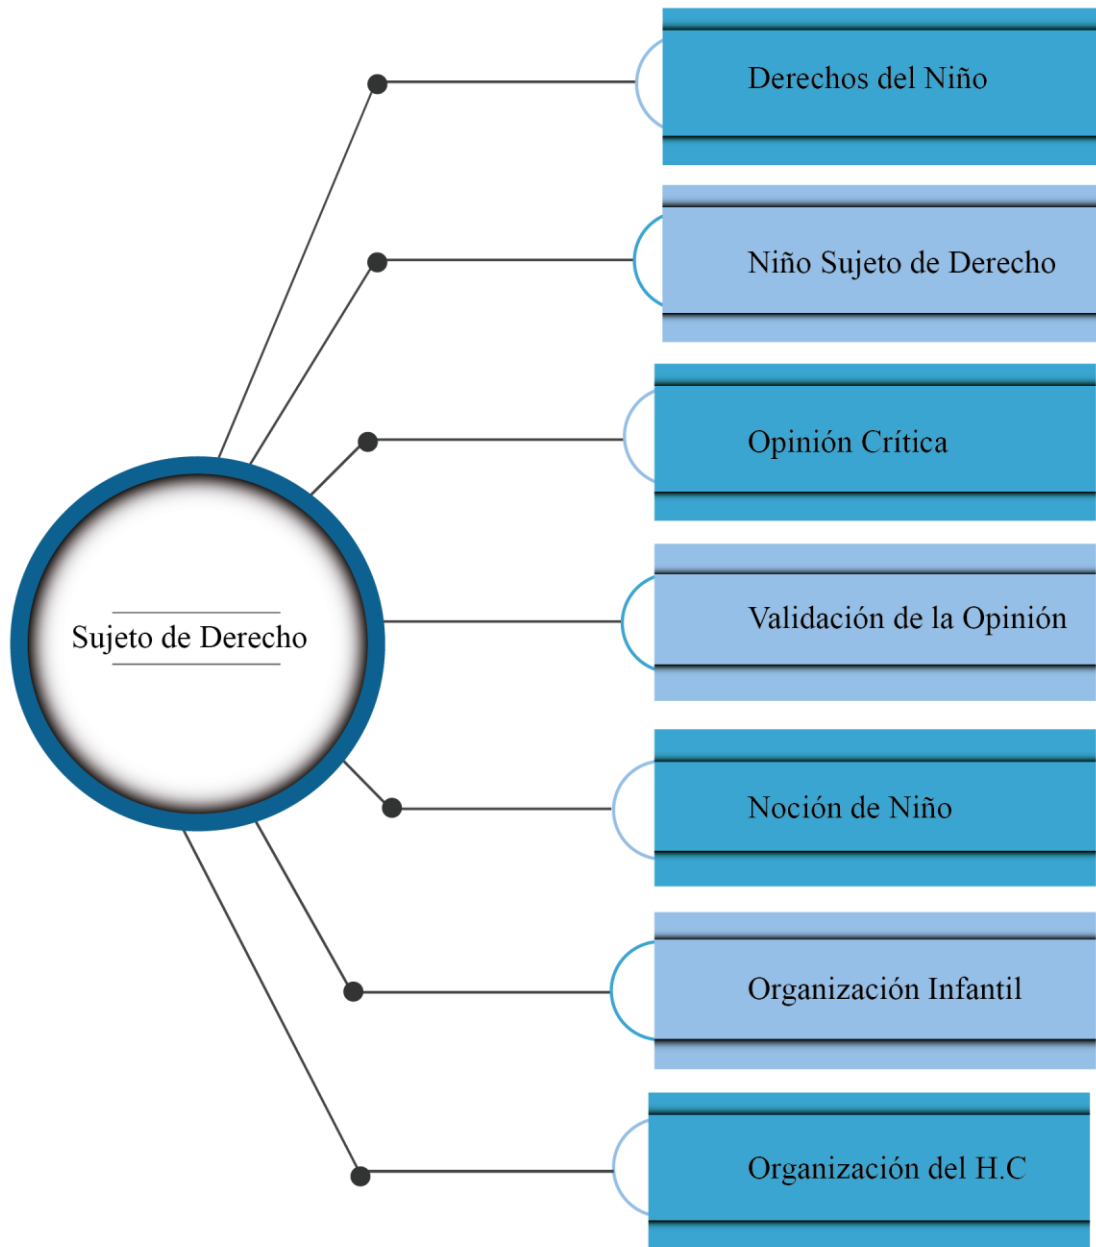 Derechos del Niño
Niño Sujeto de Derecho
Opinión Crítica
Validación de la Opinión
Sujeto de Derecho
Noción de Niño
Organización Infantil
Organización del H.C